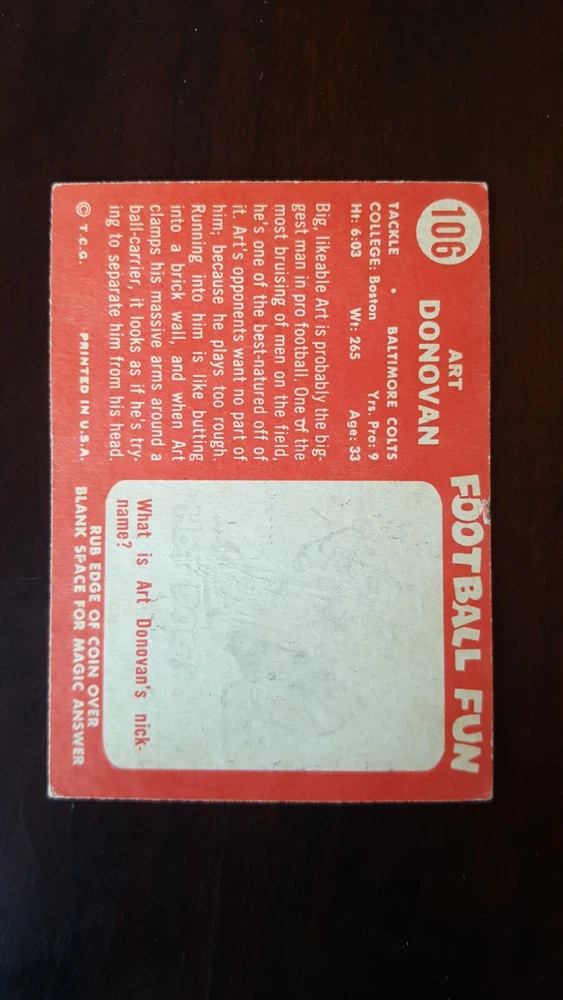 106
ART
DONOVAN
TACKLE • BALTIMORE COLTS
COLLEGE: Boston Yrs. Pro: 9
Ht: 6:03 Wt: 265 Age: 33
Big, likeable Art is probably the big-
gest man in pro football. One of the
most bruising of men on the field,
he's one of the best-natured off of
it. Art's opponents want no part of
him, because he plays too rough.
Running into him is like butting
into a brick wall, and when Art
clamps his massive arms around a
ball-carrier, it looks as if he's try-
ing to separate him from his head.
© T.C.G. PRINTED IN U.S.A.
FOOTBALL FUN
HOT DOG!
What is Art Donovan's nick-
name?
RUB EDGE OF COIN OVER
BLANK SPACE FOR MAGIC ANSWER